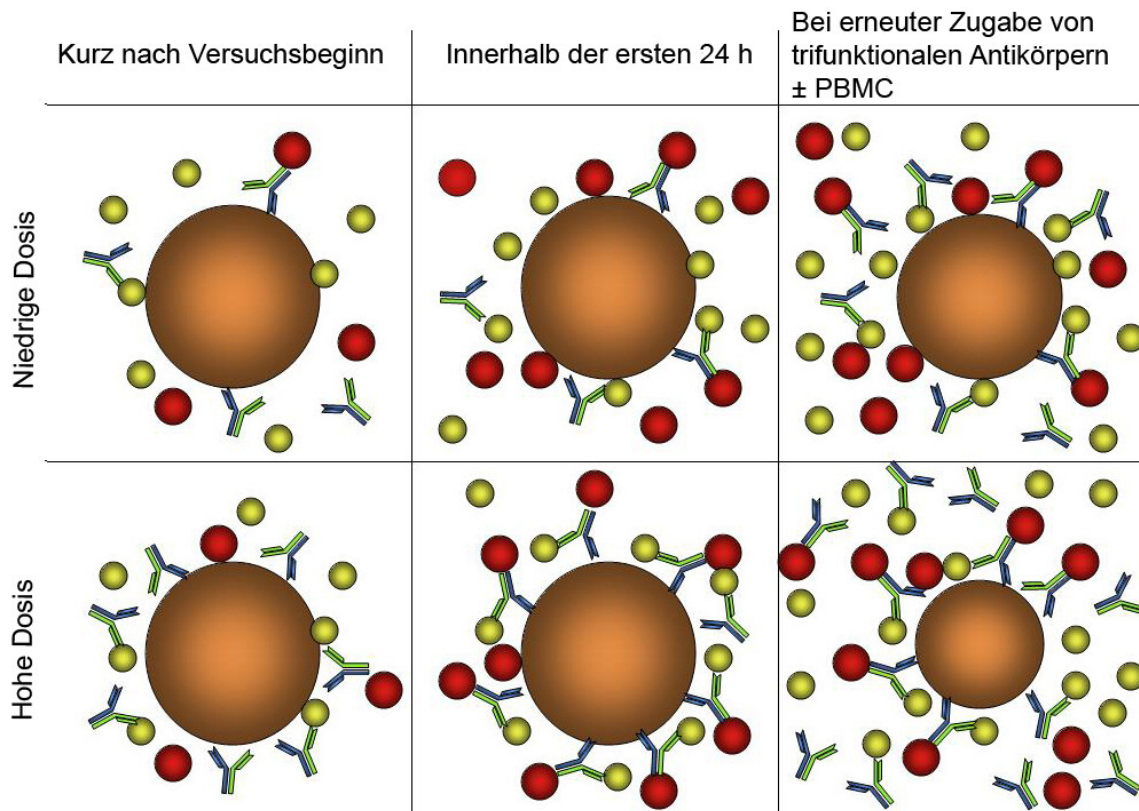 Kurz nach Versuchsbeginn
Innerhalb der ersten 24 h
Bei erneuter Zugabe von
trifunktionalen Antikörpern
± PBMC
Niedrige Dosis
Hohe Dosis